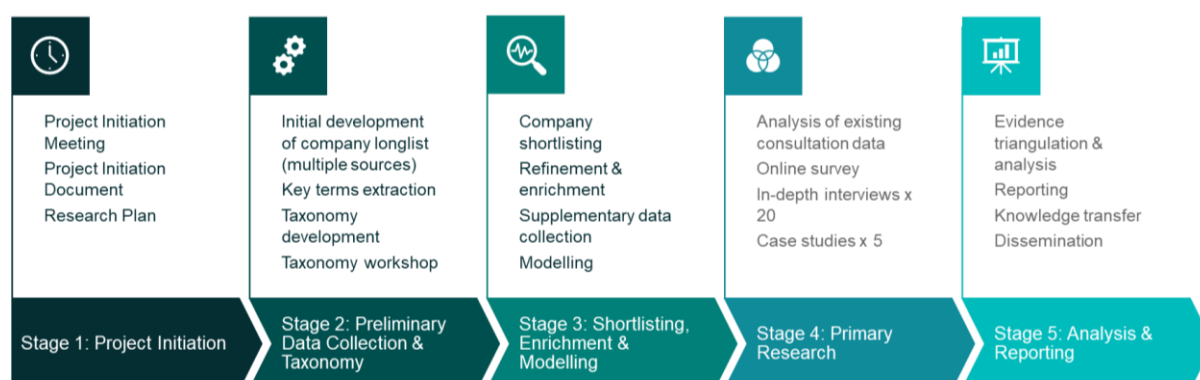 Project Initiation
Meeting
Project Initiation
Document
Research Plan
Stage 1: Project Initiation
Initial development
of company longlist
(multiple sources)
Key terms extraction
Taxonomy
development
Taxonomy workshop
Stage 2: Preliminary
Data Collection &
Taxonomy
Company
shortlisting
Refinement &
enrichment
Supplementary data
collection
Modelling
Stage 3: Shortlisting,
Enrichment &
Modelling
Analysis of existing
consultation data
Online survey
In-depth interviews x
20
Case studies x 5
Stage 4: Primary
Research
Evidence
triangulation &
analysis
Reporting
Knowledge transfer
Dissemination
Stage 5: Analysis &
Reporting